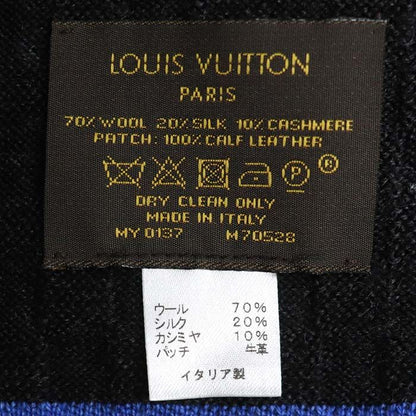 LOUIS VUITTON
PARIS
70% WOOL 20% SILK 10% CASHMERE
PATCH: 100% CALF LEATHER
P ®
DRY CLEAN ONLY
MADE IN ITALY
MY 0137 M70528
ウール 70%
シルク 20%
カシミヤ 10%
パッチ 牛革
イタリア製